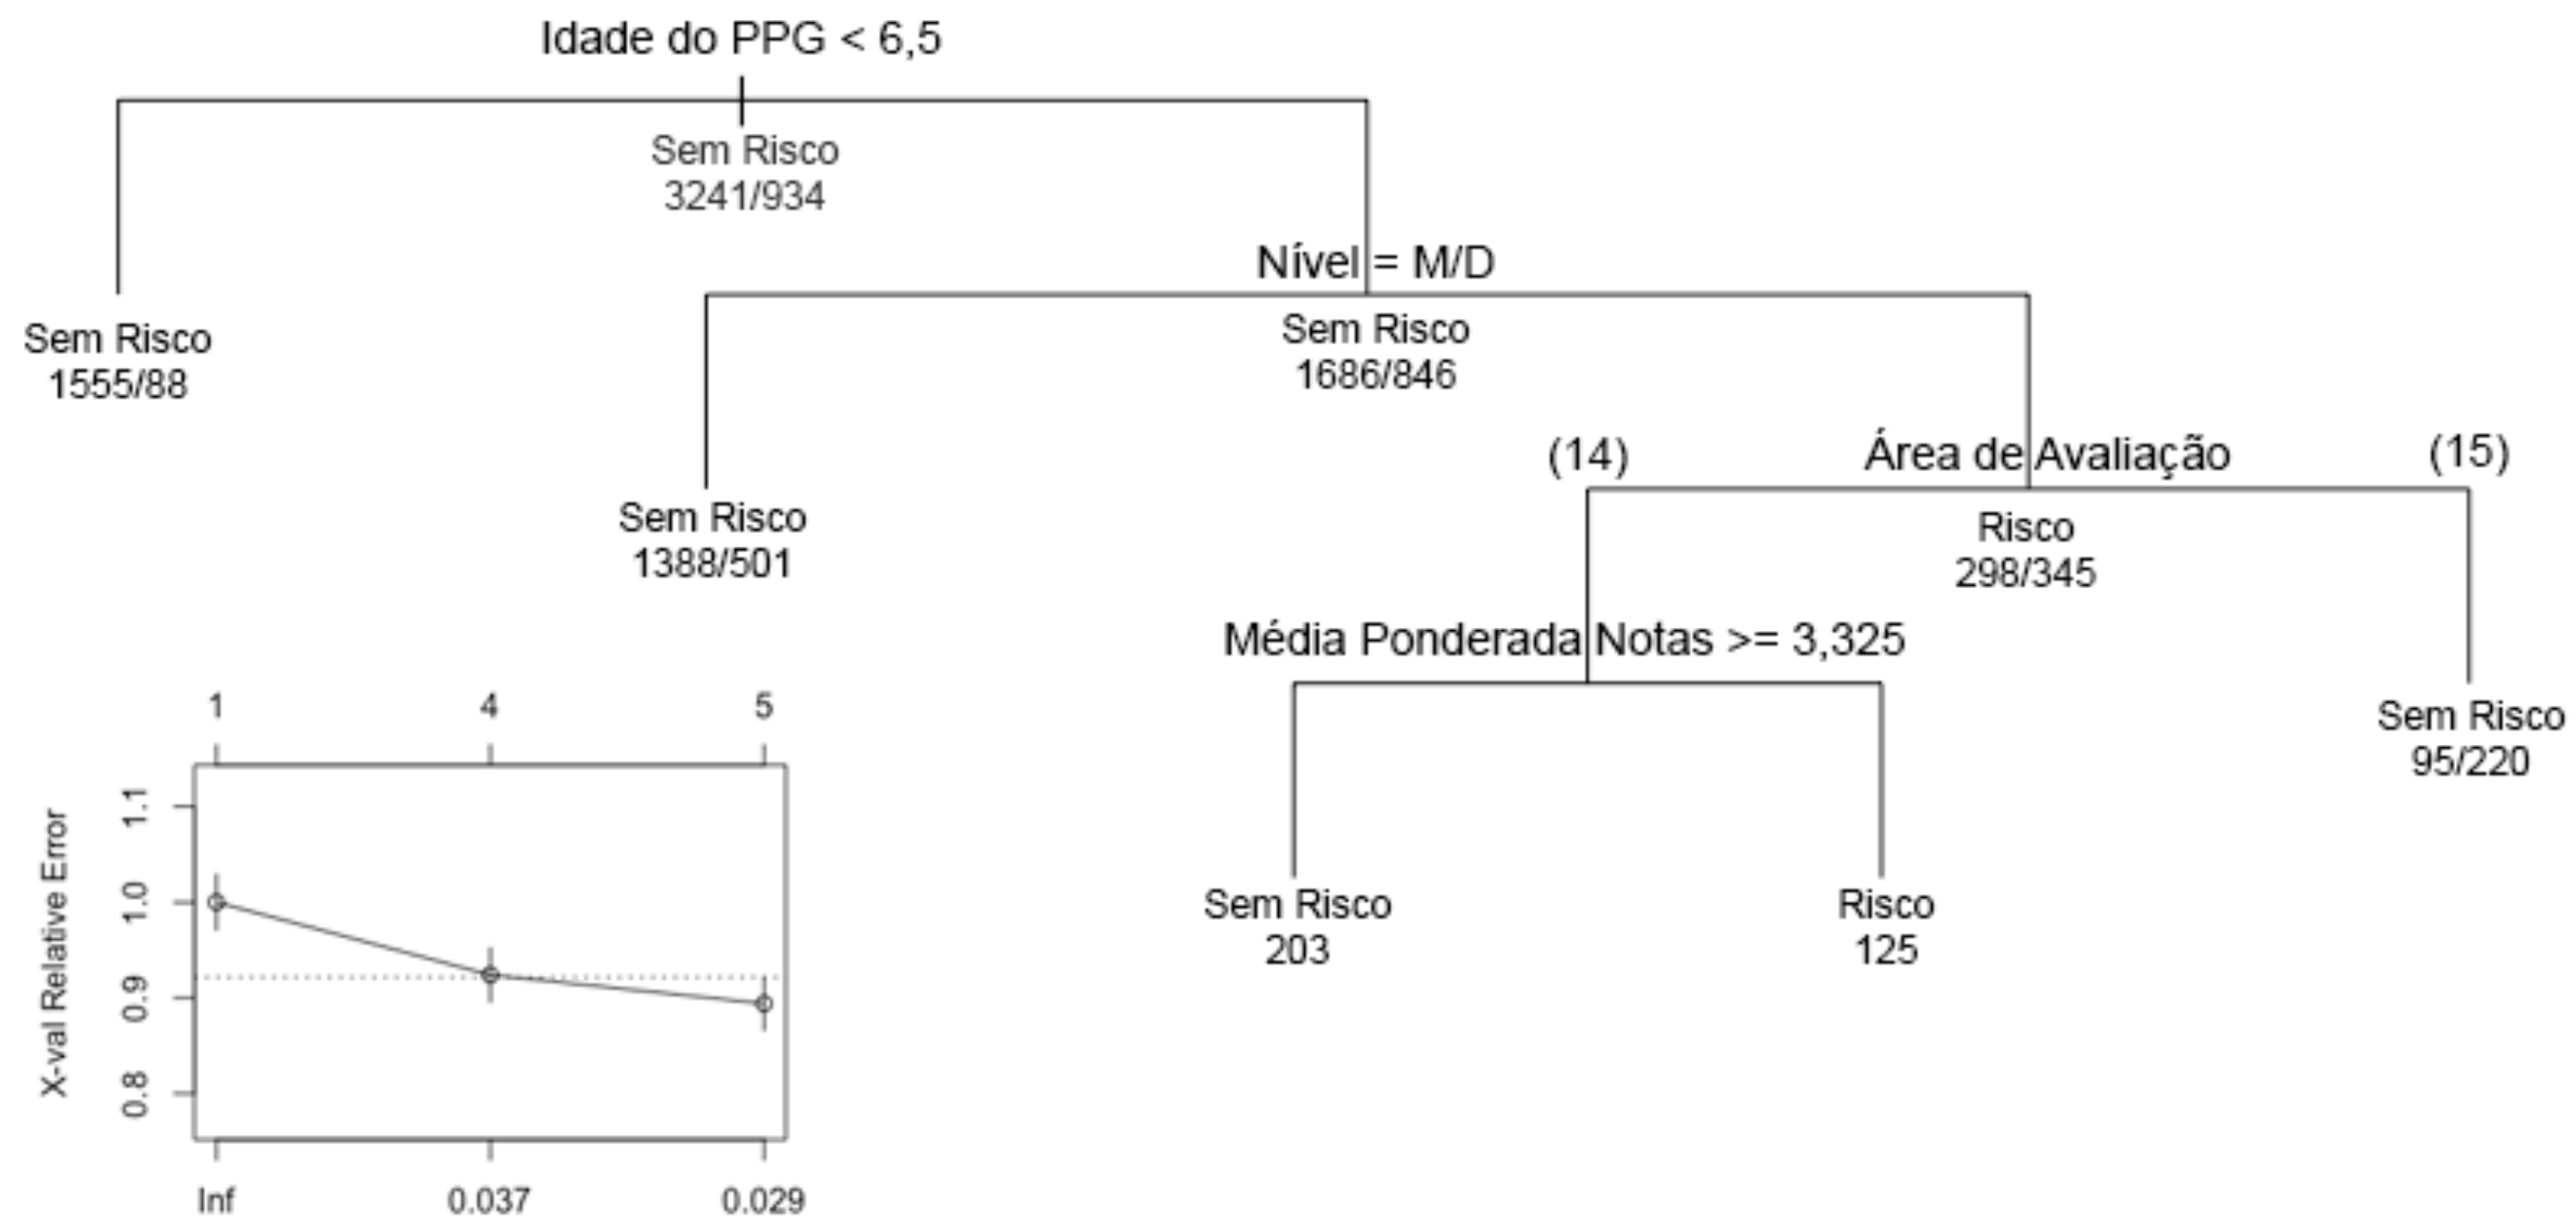 Idade do PPG < 6,5
Sem Risco
3241/934
Nível = M/D
Sem Risco
1555/88
Sem Risco
1686/846
(14)
Área de Avaliação
(15)
Sem Risco
1388/501
Risco
298/345
Média Ponderada Notas >= 3,325
Sem Risco
95/220
Sem Risco
203
Risco
125
1 4 5
X-val Relative Error
1.1
1.0
0.9
0.8
Inf 0.037 0.029